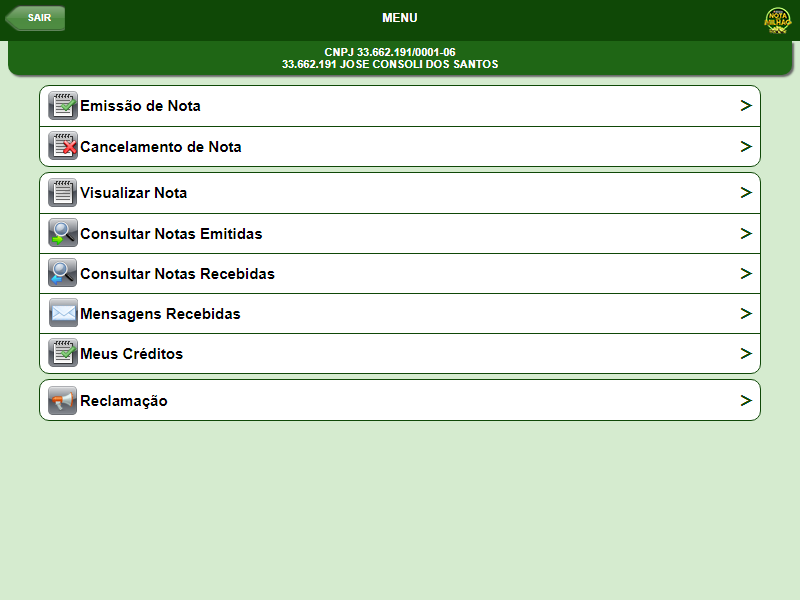 SAIR
MENU
NOTA
MILHÃO
CNPJ 33.662.191/0001-06
33.662.191 JOSE CONSOLI DOS SANTOS
Emissão de Nota
>
Cancelamento de Nota
>
Visualizar Nota
>
Consultar Notas Emitidas
>
Consultar Notas Recebidas
>
Mensagens Recebidas
>
Meus Créditos
>
Reclamação
>